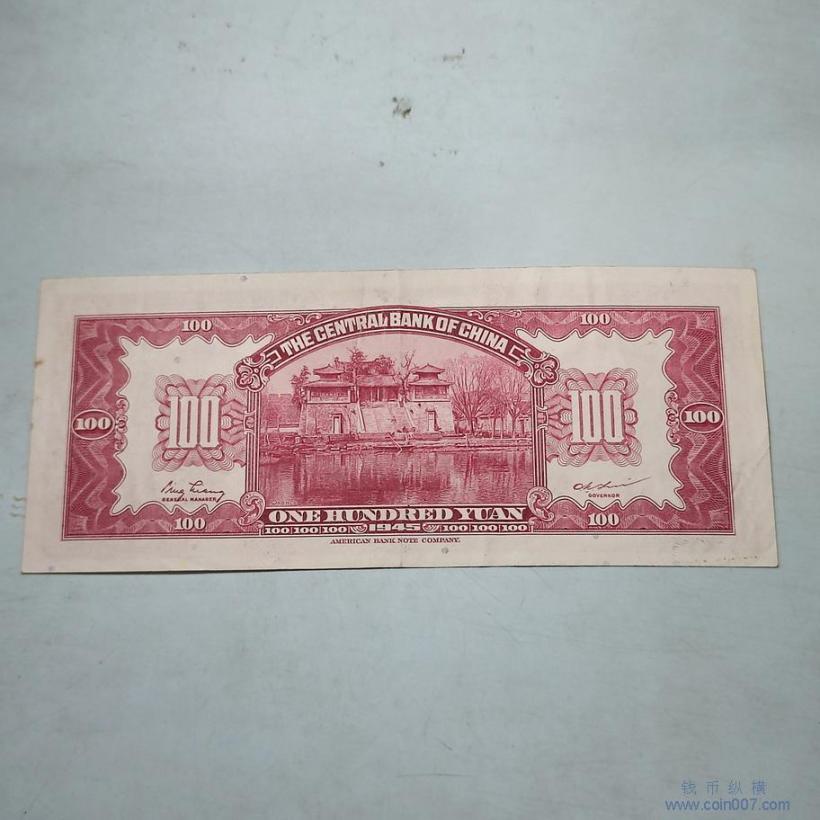 THE CENTRAL BANK OF CHINA
100 100
100 100 100 100
GENERAL MANAGER GOVERNOR
100 100
ONE HUNDRED YUAN
100 100 100 1945 100 100 100
AMERICAN BANK NOTE COMPANY.
钱币纵横
www.coin007.com